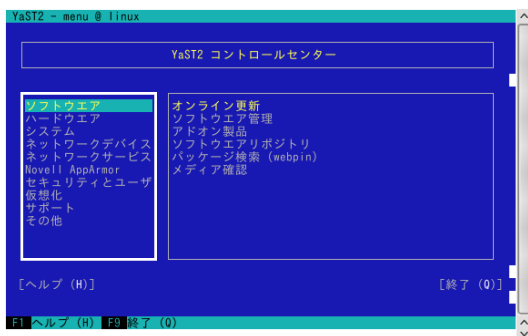 YaST2 - menu @ linux
YaST2 コントロールセンター
ソフトウエア
ハードウエア
システム
ネットワークデバイス
ネットワークサービス
Novell AppArmor
セキュリティとユーザ
仮想化
サポート
その他
オンライン更新
ソフトウエア管理
アドオン製品
ソフトウエアリポジトリ
パッケージ検索 (webpin)
メディア確認
[ヘルプ (H)]
[終了 (Q)]
F1 ヘルプ (H) F9 終了 (Q)